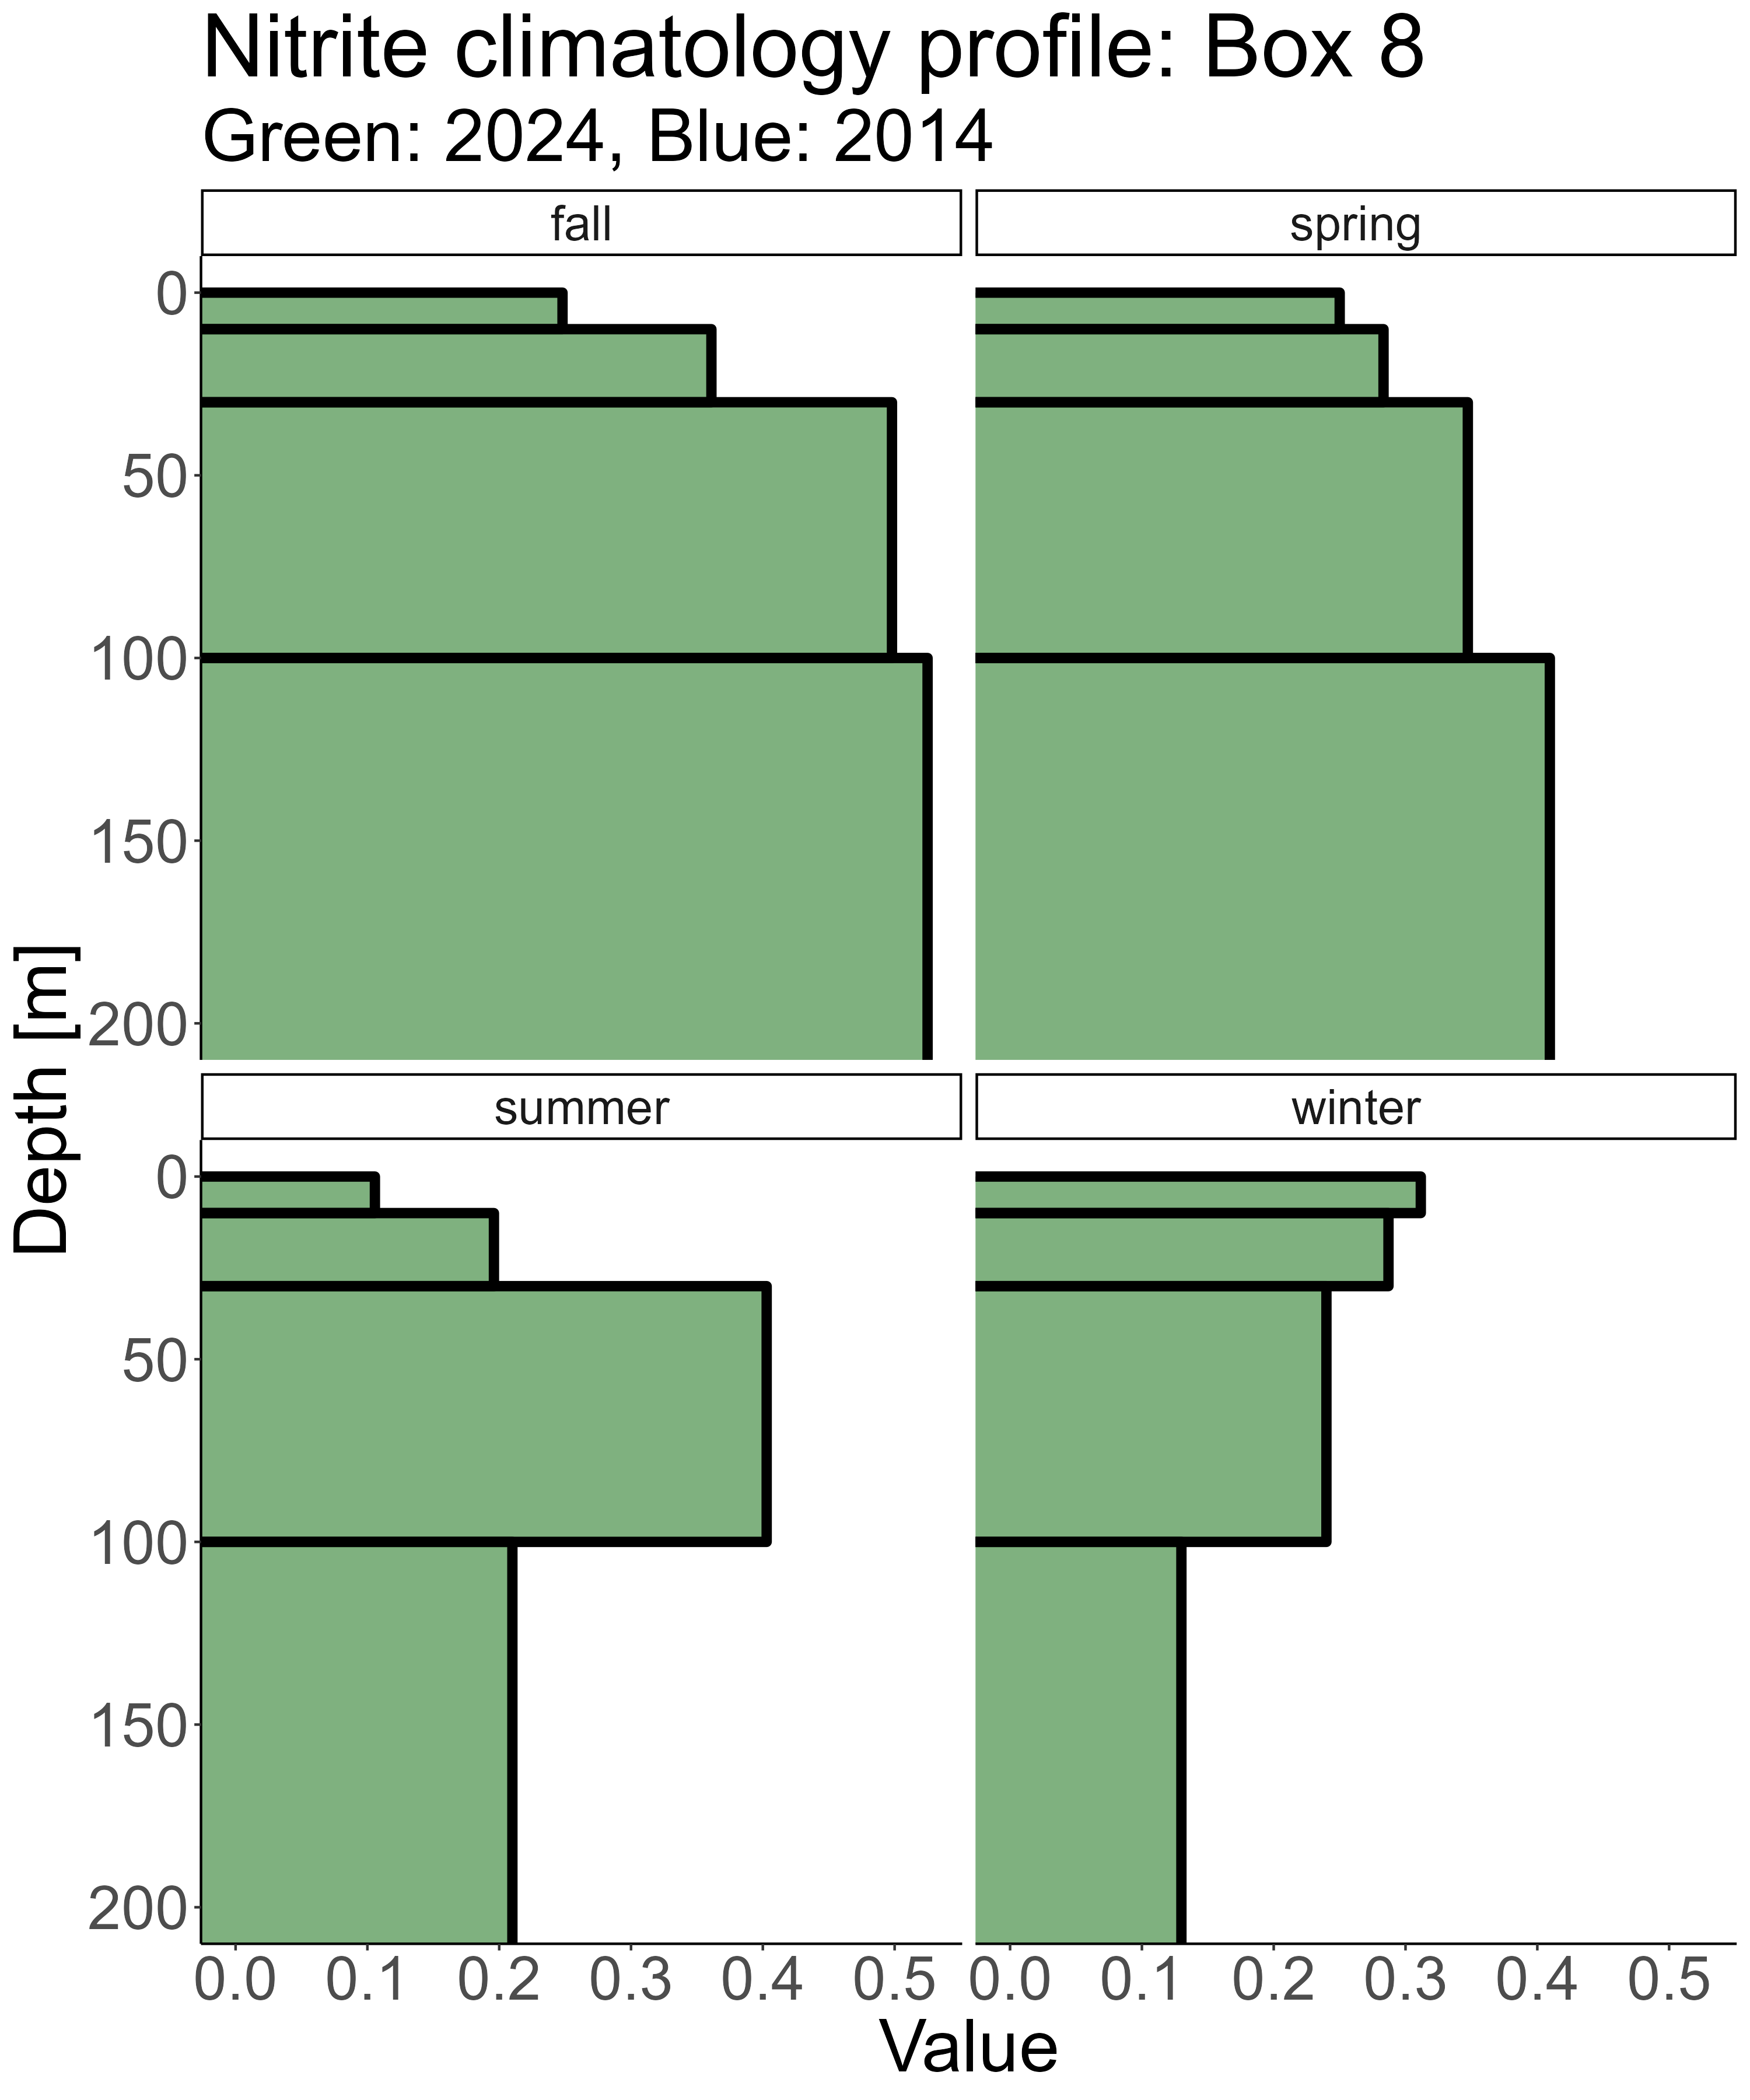 Nitrite climatology profile: Box 8
Green: 2024, Blue: 2014
fall
spring
0
50
100
150
200
summer
winter
0
50
100
150
200
Depth [m]
0.0 0.1 0.2 0.3 0.4 0.5 0.0 0.1 0.2 0.3 0.4 0.5
Value